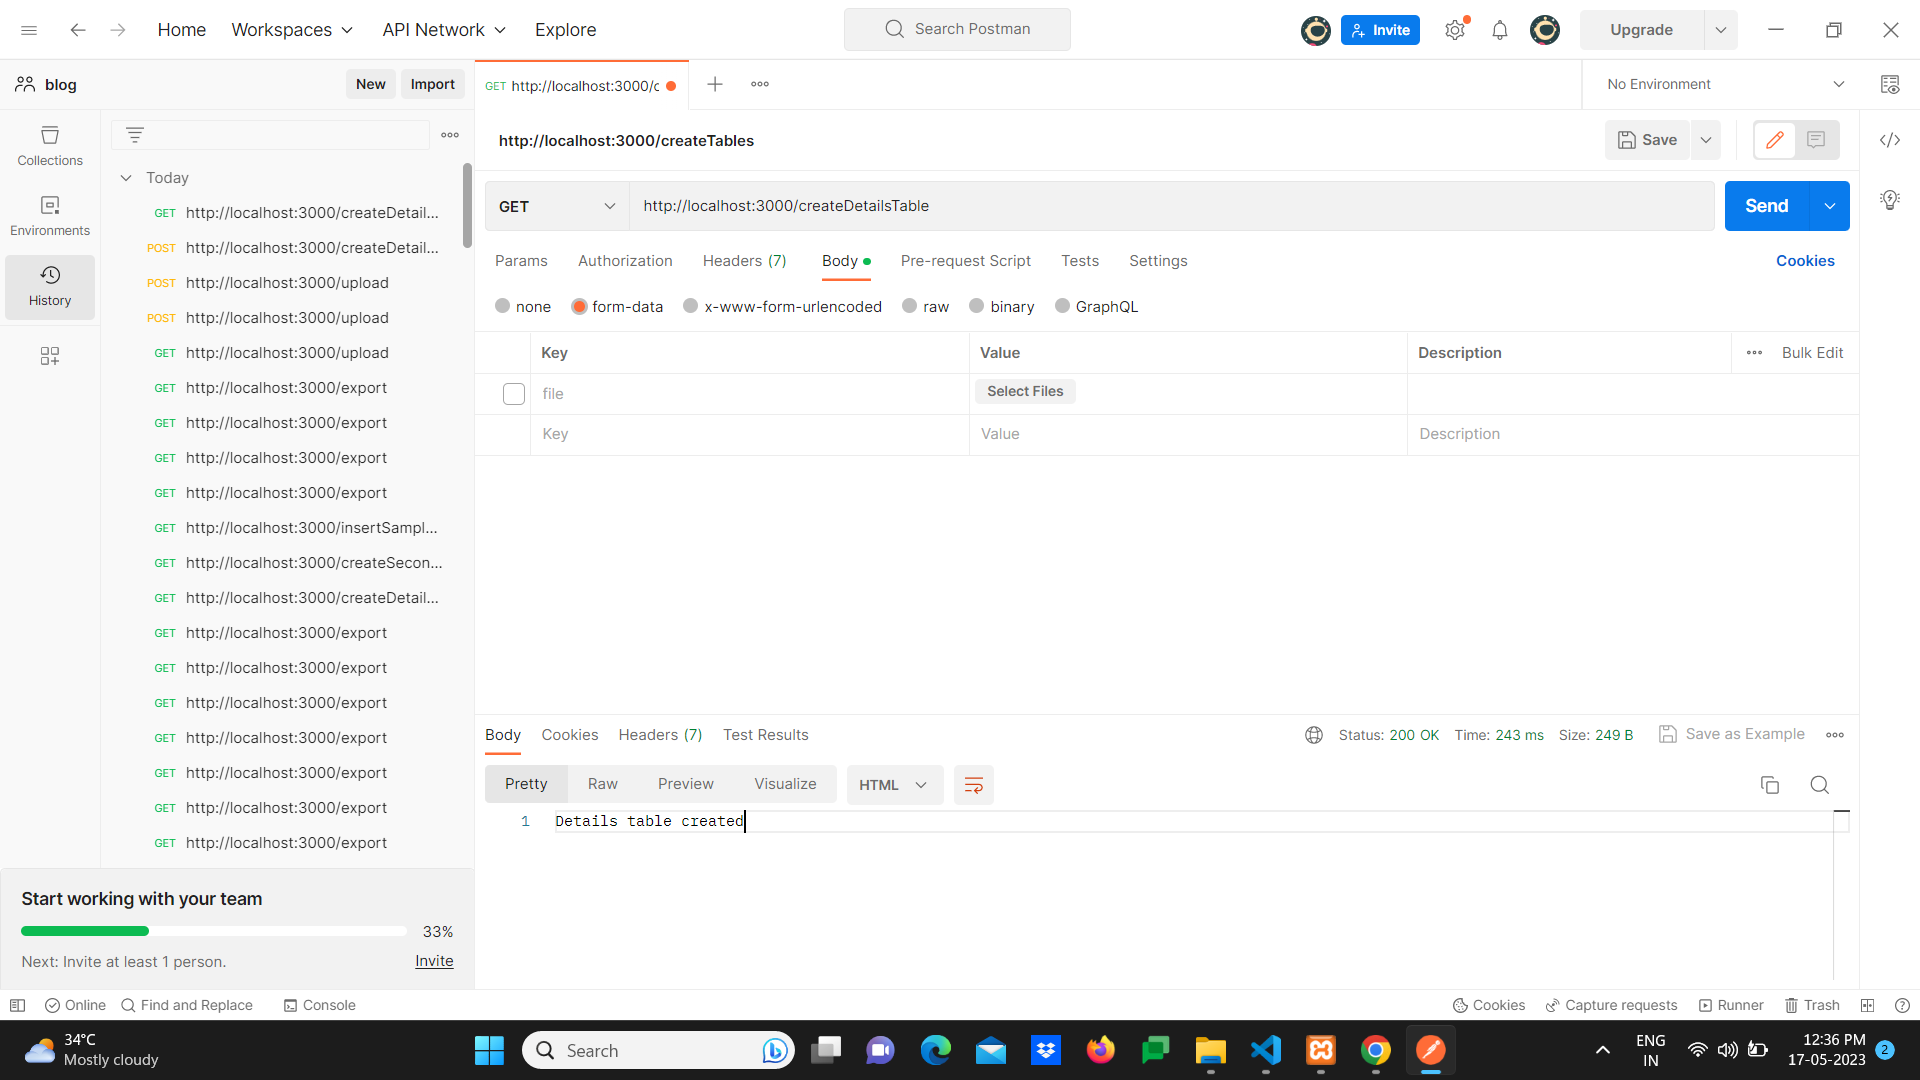 Home
Workspaces
API Network
Explore
Search Postman
Invite
Upgrade
blog
New
Import
GET http://localhost:3000/c
No Environment
Collections
Environments
History
Today
GET http://localhost:3000/createDetail...
POST http://localhost:3000/createDetail...
POST http://localhost:3000/upload
POST http://localhost:3000/upload
GET http://localhost:3000/upload
GET http://localhost:3000/export
GET http://localhost:3000/export
GET http://localhost:3000/export
GET http://localhost:3000/export
GET http://localhost:3000/insertSampl...
GET http://localhost:3000/createSecon...
GET http://localhost:3000/createDetail...
GET http://localhost:3000/export
GET http://localhost:3000/export
GET http://localhost:3000/export
GET http://localhost:3000/export
GET http://localhost:3000/export
GET http://localhost:3000/export
GET http://localhost:3000/export
Start working with your team
33%
Next: Invite at least 1 person.
Invite
http://localhost:3000/createTables
Save
GET
http://localhost:3000/createDetailsTable
Send
Params
Authorization
Headers (7)
Body
Pre-request Script
Tests
Settings
Cookies
none
form-data
x-www-form-urlencoded
raw
binary
GraphQL
Key
Value
Description
Bulk Edit
file
Select Files
Key
Value
Description
Body
Cookies
Headers (7)
Test Results
Status: 200 OK
Time: 243 ms
Size: 249 B
Save as Example
Pretty
Raw
Preview
Visualize
HTML
1
Details table created
Online
Find and Replace
Console
Cookies
Capture requests
Runner
Trash
34°C
Mostly cloudy
Search
ENG
IN
12:36 PM
17-05-2023
2